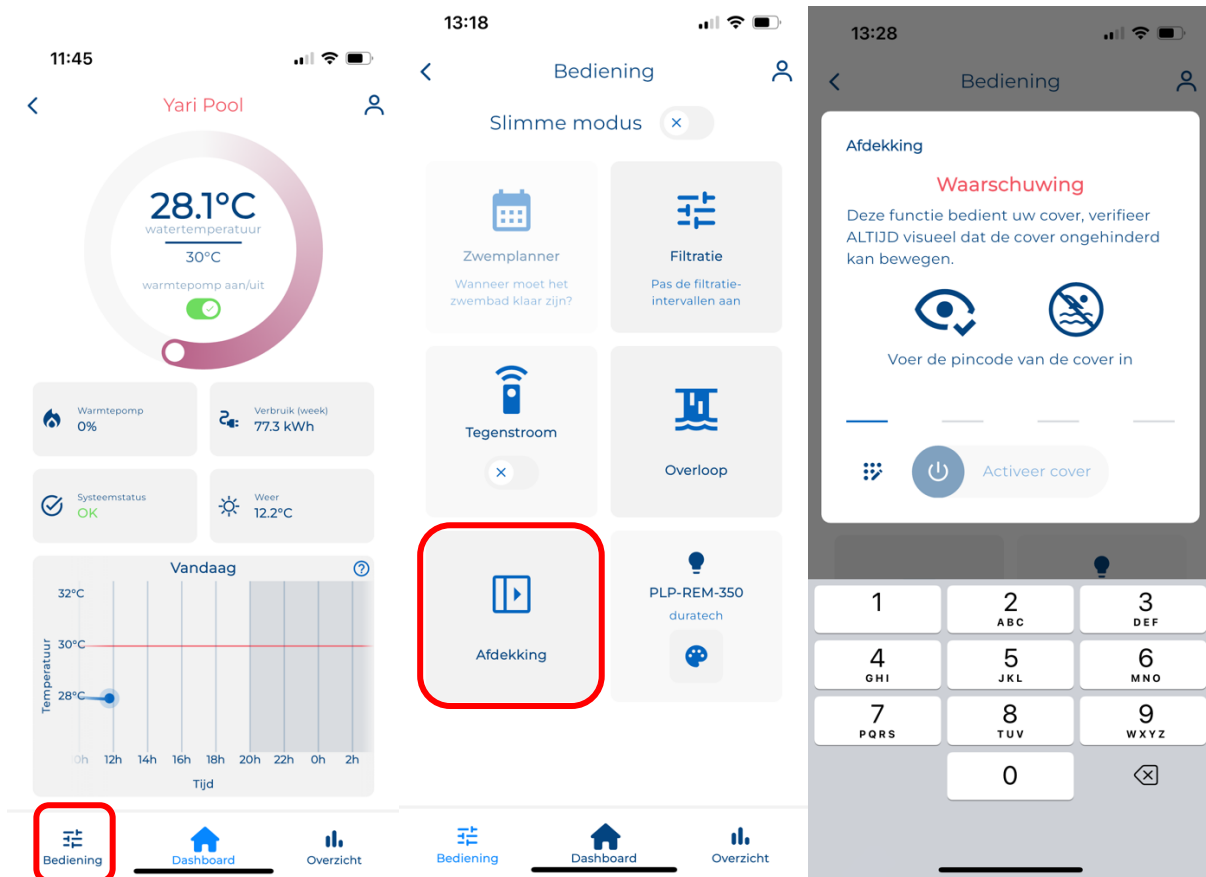 11:45
Yari Pool
28.1°C
watertemperatuur
30°C
warmtepomp aan/uit
Warmtepomp
0%
Verbruik (week)
77.3 kWh
Systeemstatus
OK
Weer
12.2°C
Vandaag
32°C
30°C
28°C
Temperatuur
12h 14h 16h 18h 20h 22h 0h 2h
Tijd
Bediening
Dashboard
Overzicht
13:18
Bediening
Slimme modus
Zwemplanner
Wanneer moet het
zwembad klaar zijn?
Filtratie
Pas de filtratie-
intervallen aan
Tegenstroom
Overloop
Afdekking
PLP-REM-350
duratech
Bediening
Dashboard
Overzicht
13:28
Bediening
Afdekking
Waarschuwing
Deze functie bedient uw cover, verifieer
ALTIJD visueel dat de cover ongehinderd
kan bewegen.
Voer de pincode van de cover in
Activeer cover
1
2
ABC
3
DEF
4
GHI
5
JKL
6
MNO
7
PQRS
8
TUV
9
WXYZ
0